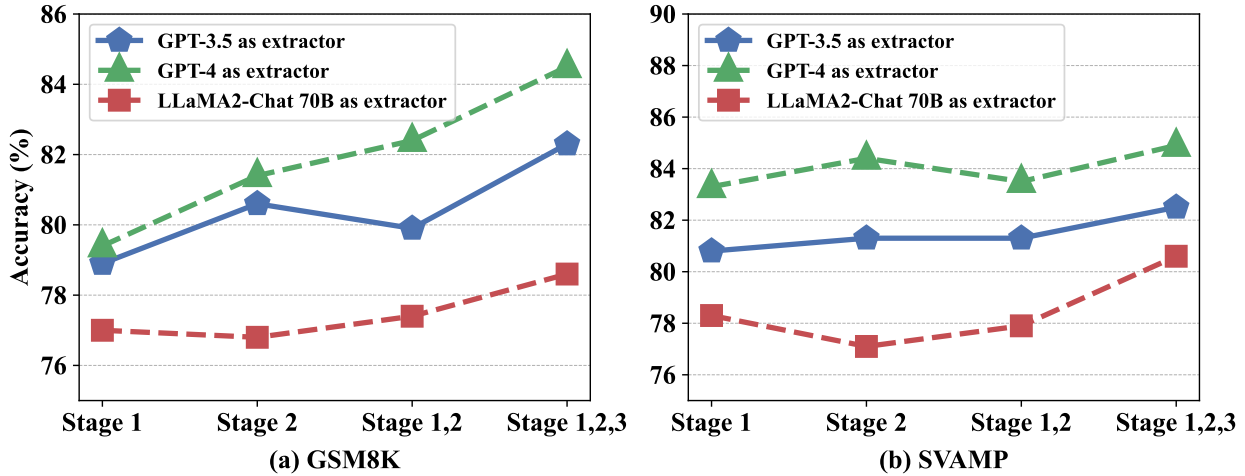 86
84
82
80
78
76
Accuracy (%)
GPT-3.5 as extractor
GPT-4 as extractor
LLaMA2-Chat 70B as extractor
Stage 1
Stage 2
Stage 1,2
Stage 1,2,3
(a) GSM8K
90
88
86
84
82
80
78
76
GPT-3.5 as extractor
GPT-4 as extractor
LLaMA2-Chat 70B as extractor
Stage 1
Stage 2
Stage 1,2
Stage 1,2,3
(b) SVAMP